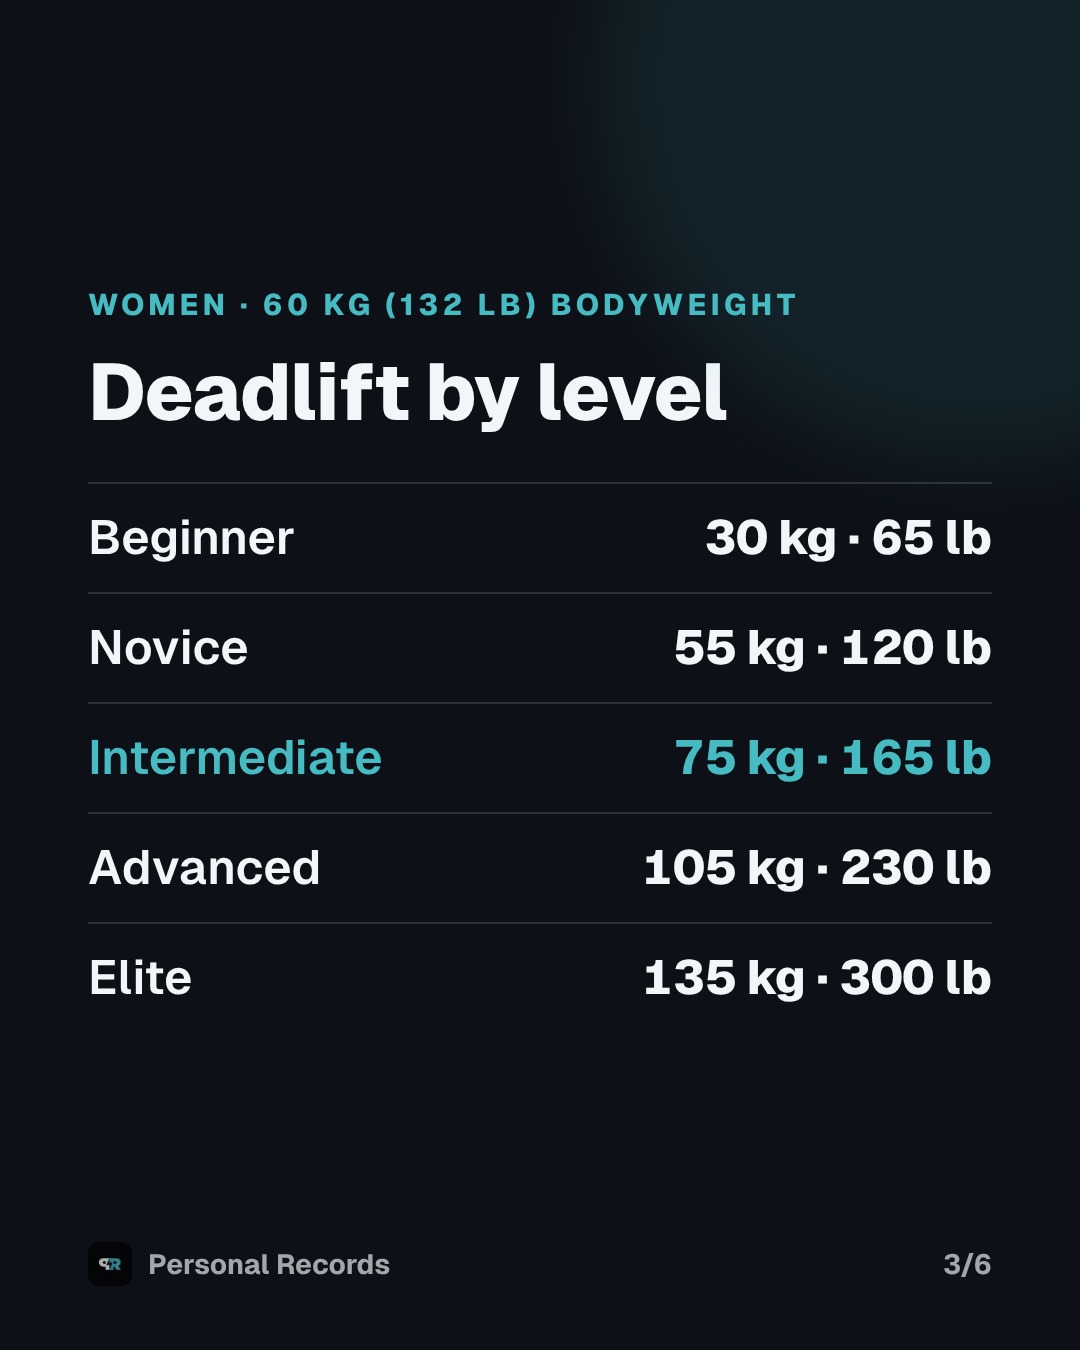 WOMEN · 60 KG (132 LB) BODYWEIGHT
Deadlift by level
Beginner 30 kg · 65 lb
Novice 55 kg · 120 lb
Intermediate 75 kg · 165 lb
Advanced 105 kg · 230 lb
Elite 135 kg · 300 lb
PR Personal Records 3/6